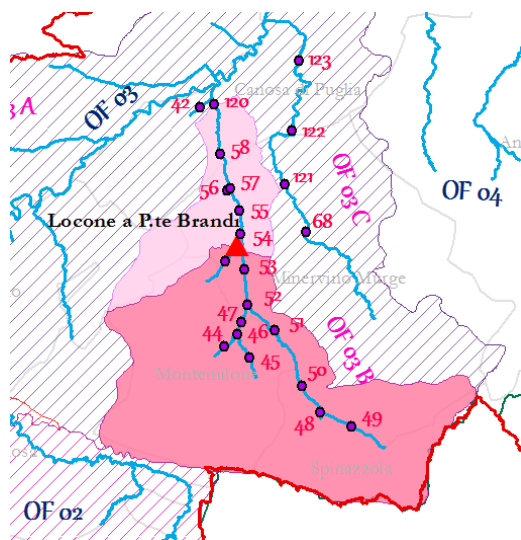 123
OF 03
Canosa di Puglia
3 A
42
120
122
58
OF 03 C
121
OF 04
56
57
Locone a P.te Brandi
55
68
54
53
Minervino Murge
52
47
46
51
OF 03 B
44
45
Montemilone
50
48
49
Spinazzola
OF 02